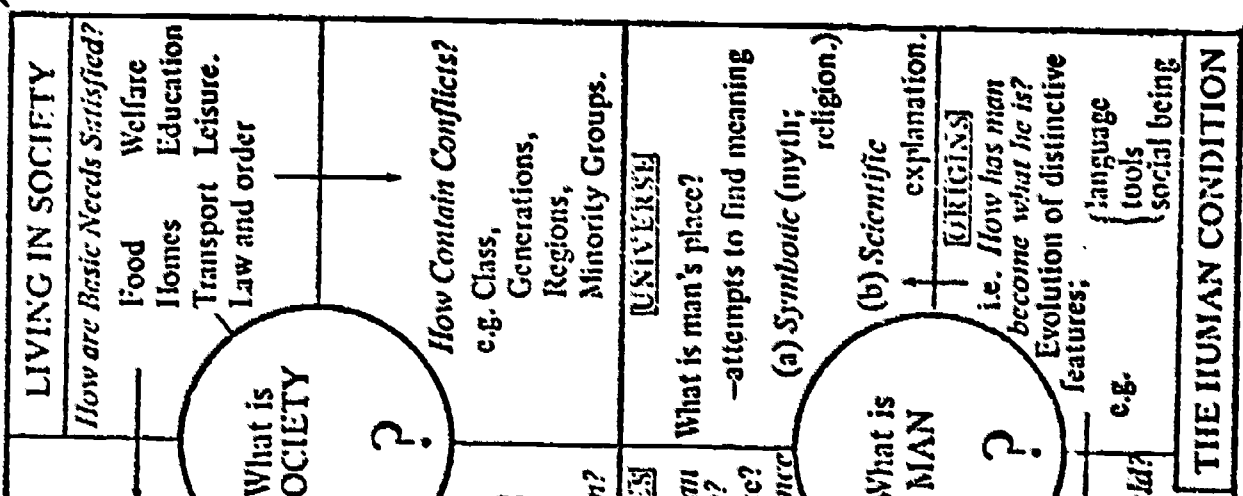 LIVING IN SOCIETY
How are Basic Needs Satisfied?
Food Welfare
Homes Education
Transport Leisure.
Law and order
What is
OCIETY
?
How Contain Conflicts?
e.g. Class,
Generations,
Regions,
Minority Groups.
UNIVERSE
What is man's place?
–attempts to find meaning
(a) Symbolic (myth;
religion.)
(b) Scientific
explanation.
What is
MAN
?
ORIGINS
i.e. How has man
become what he is?
Evolution of distinctive
features;
e.g. {language
{tools
{social being
THE HUMAN CONDITION